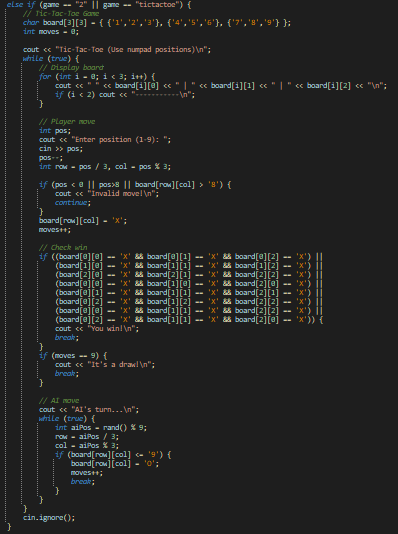 else if (game == "2" || game == "tictactoe") {
// Tic-Tac-Toe Game
char board[3][3] = { {'1','2','3'}, {'4','5','6'}, {'7','8','9'} };
int moves = 0;
cout << "Tic-Tac-Toe (Use numpad positions)\n";
while (true) {
// Display board
for (int i = 0; i < 3; i++) {
cout << " " << board[i][0] << " | " << board[i][1] << " | " << board[i][2] << "\n";
if (i < 2) cout << "-----------\n";
}
// Player move
int pos;
cout << "Enter position (1-9): ";
cin >> pos;
pos--;
int row = pos / 3, col = pos % 3;
if (pos < 0 || pos>8 || board[row][col] > '8') {
cout << "Invalid move!\n";
continue;
}
board[row][col] = 'X';
moves++;
// Check win
if ((board[0][0] == 'X' && board[0][1] == 'X' && board[0][2] == 'X') ||
(board[1][0] == 'X' && board[1][1] == 'X' && board[1][2] == 'X') ||
(board[2][0] == 'X' && board[2][1] == 'X' && board[2][2] == 'X') ||
(board[0][0] == 'X' && board[1][0] == 'X' && board[2][0] == 'X') ||
(board[0][1] == 'X' && board[1][1] == 'X' && board[2][1] == 'X') ||
(board[0][2] == 'X' && board[1][2] == 'X' && board[2][2] == 'X') ||
(board[0][0] == 'X' && board[1][1] == 'X' && board[2][2] == 'X') ||
(board[0][2] == 'X' && board[1][1] == 'X' && board[2][0] == 'X')) {
cout << "You win!\n";
break;
}
if (moves == 9) {
cout << "It's a draw!\n";
break;
}
// AI move
cout << "AI's turn...\n";
while (true) {
int aiPos = rand() % 9;
row = aiPos / 3;
col = aiPos % 3;
if (board[row][col] <= '9') {
board[row][col] = 'O';
moves++;
break;
}
}
}
cin.ignore();
}